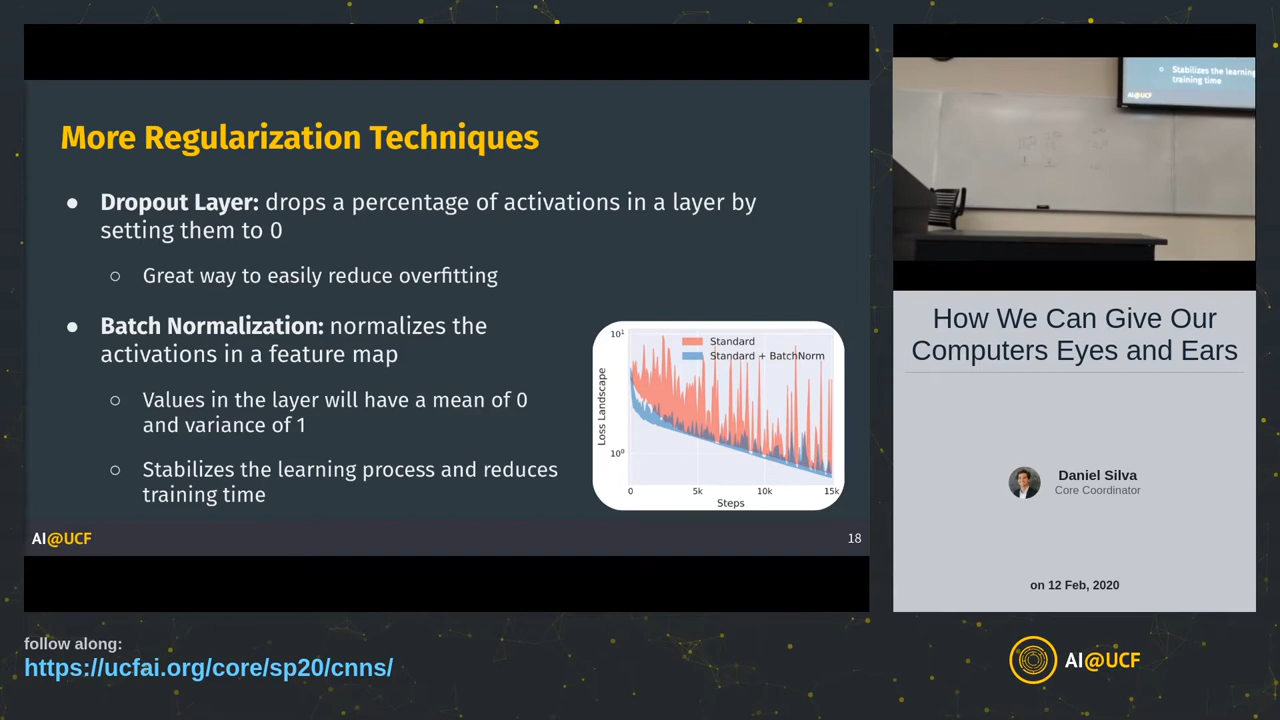 More Regularization Techniques
● Dropout Layer: drops a percentage of activations in a layer by
setting them to 0
○ Great way to easily reduce overfitting
● Batch Normalization: normalizes the
activations in a feature map
○ Values in the layer will have a mean of 0
and variance of 1
○ Stabilizes the learning process and reduces
training time
10¹
Standard
Standard + BatchNorm
Loss Landscape
10⁰
0 5k 10k 15k
Steps
AI@UCF
18
○ Stabilizes the learning
training time
AI@UCF
How We Can Give Our
Computers Eyes and Ears
Daniel Silva
Core Coordinator
on 12 Feb, 2020
follow along:
https://ucfai.org/core/sp20/cnns/
AI@UCF